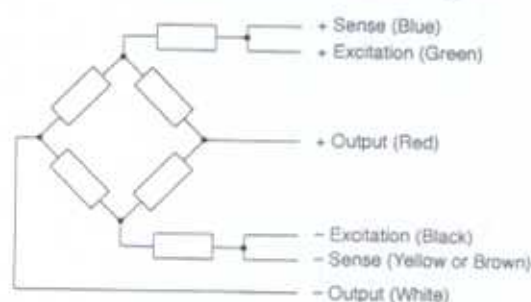 + Sense (Blue)
+ Excitation (Green)
+ Output (Red)
− Excitation (Black)
− Sense (Yellow or Brown)
− Output (White)